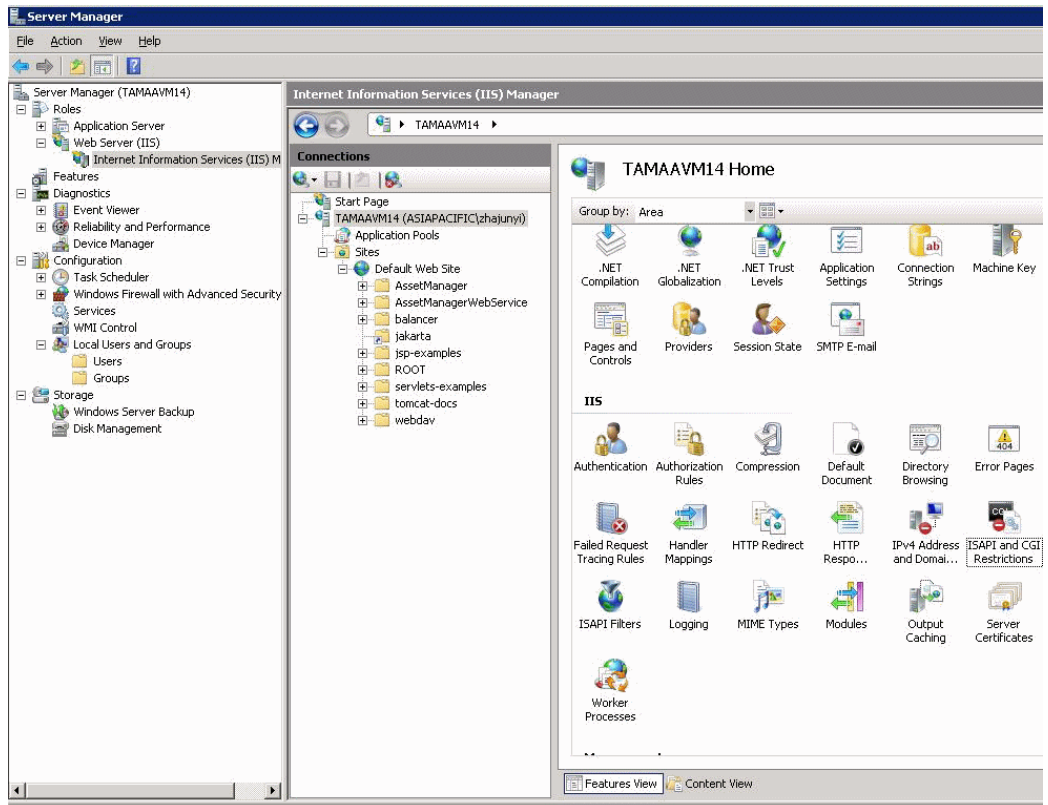 Server Manager
File Action View Help
Server Manager (TAMAAVM14)
Roles
Application Server
Web Server (IIS)
Internet Information Services (IIS) M
Features
Diagnostics
Event Viewer
Reliability and Performance
Device Manager
Configuration
Task Scheduler
Windows Firewall with Advanced Security
Services
WMI Control
Local Users and Groups
Users
Groups
Storage
Windows Server Backup
Disk Management
Internet Information Services (IIS) Manager
TAMAAVM14
Connections
Start Page
TAMAAVM14 (ASIAPACIFIC\zhajunyi)
Application Pools
Sites
Default Web Site
AssetManager
AssetManagerWebService
balancer
jakarta
jsp-examples
ROOT
servlets-examples
tomcat-docs
webdav
TAMAAVM14 Home
Group by: Area
.NET .NET .NET Trust Application Connection Machine Key
Compilation Globalization Levels Settings Strings
Pages and Providers Session State SMTP E-mail
Controls
IIS
Authentication Authorization Compression Default Directory Error Pages
Rules Document Browsing
Failed Request Handler HTTP Redirect HTTP IPv4 Address ISAPI and CGI
Tracing Rules Mappings Respo... and Domai... Restrictions
ISAPI Filters Logging MIME Types Modules Output Server
Caching Certificates
Worker
Processes
Features View Content View